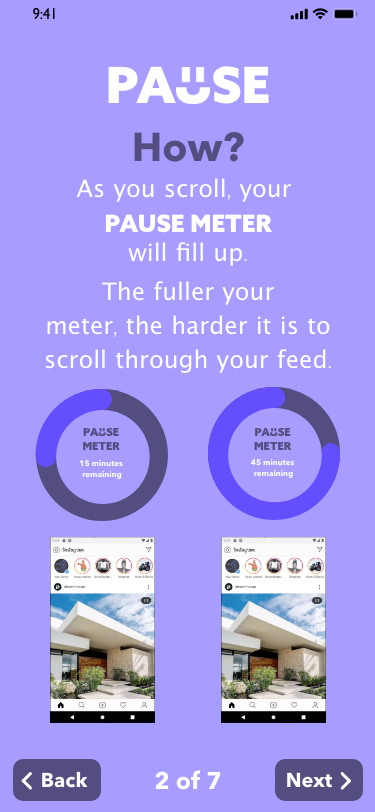 9:41
PAUSE
How?
As you scroll, your
PAUSE METER
will fill up.
The fuller your
meter, the harder it is to
scroll through your feed.
PAUSE
METER
15 minutes
remaining
PAUSE
METER
45 minutes
remaining
Instagram
Instagram
Back
2 of 7
Next